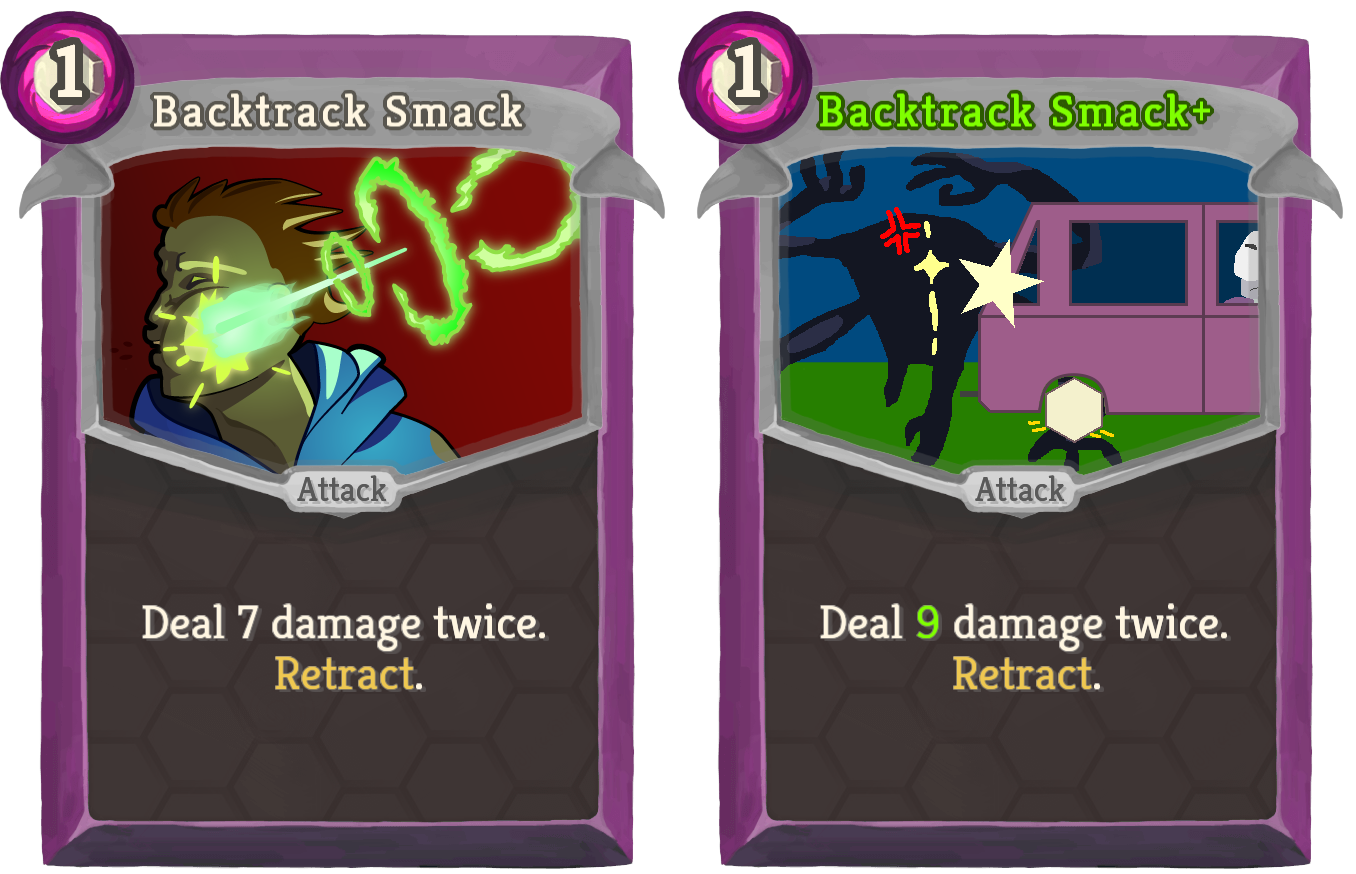 1
Backtrack Smack
Attack
Deal 7 damage twice.
Retract.
1
Backtrack Smack+
Attack
Deal 9 damage twice.
Retract.